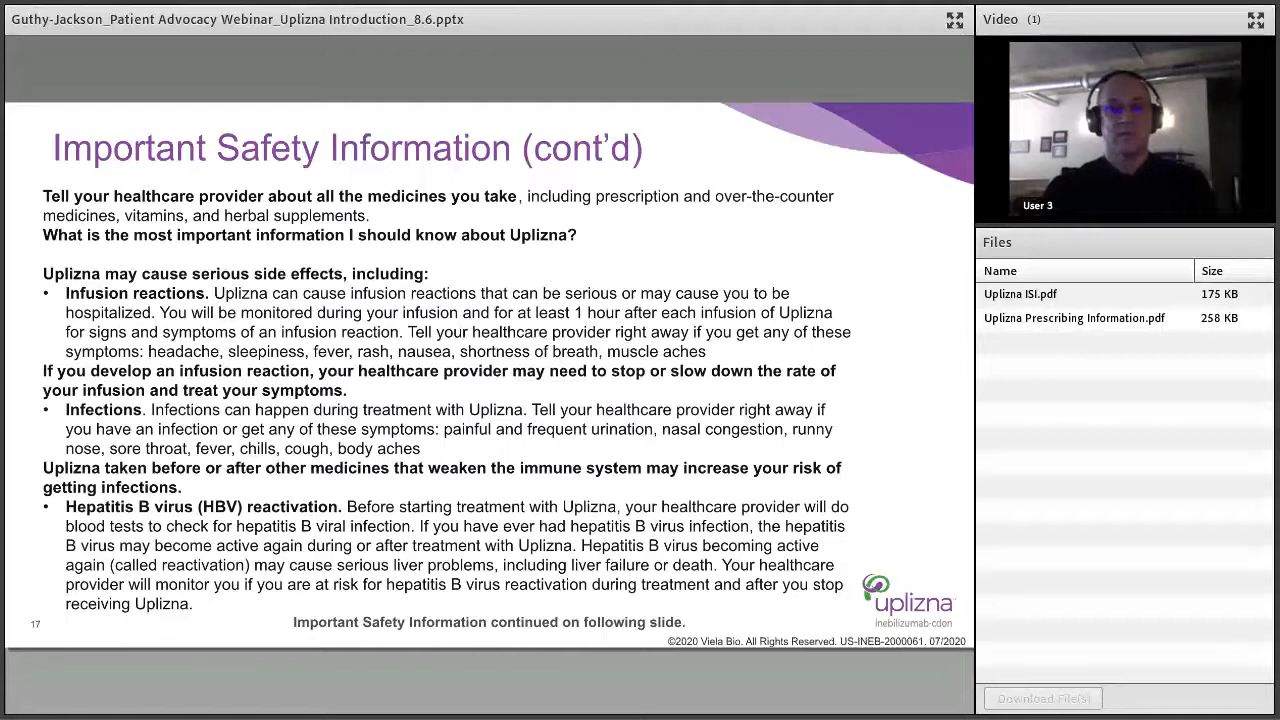 Guthy-Jackson_Patient Advocacy Webinar_Uplizna Introduction_8.6.pptx
Important Safety Information (cont’d)
Tell your healthcare provider about all the medicines you take, including prescription and over-the-counter
medicines, vitamins, and herbal supplements.
What is the most important information I should know about Uplizna?
Uplizna may cause serious side effects, including:
• Infusion reactions. Uplizna can cause infusion reactions that can be serious or may cause you to be
hospitalized. You will be monitored during your infusion and for at least 1 hour after each infusion of Uplizna
for signs and symptoms of an infusion reaction. Tell your healthcare provider right away if you get any of these
symptoms: headache, sleepiness, fever, rash, nausea, shortness of breath, muscle aches
If you develop an infusion reaction, your healthcare provider may need to stop or slow down the rate of
your infusion and treat your symptoms.
• Infections. Infections can happen during treatment with Uplizna. Tell your healthcare provider right away if
you have an infection or get any of these symptoms: painful and frequent urination, nasal congestion, runny
nose, sore throat, fever, chills, cough, body aches
Uplizna taken before or after other medicines that weaken the immune system may increase your risk of
getting infections.
• Hepatitis B virus (HBV) reactivation. Before starting treatment with Uplizna, your healthcare provider will do
blood tests to check for hepatitis B viral infection. If you have ever had hepatitis B virus infection, the hepatitis
B virus may become active again during or after treatment with Uplizna. Hepatitis B virus becoming active
again (called reactivation) may cause serious liver problems, including liver failure or death. Your healthcare
provider will monitor you if you are at risk for hepatitis B virus reactivation during treatment and after you stop
receiving Uplizna.
17
Important Safety Information continued on following slide.
uplizna
inebilizumab-cdon
©2020 Viela Bio. All Rights Reserved. US-INEB-2000061. 07/2020
Video (1)
User 3
Files
Name Size
Uplizna ISI.pdf 175 KB
Uplizna Prescribing Information.pdf 258 KB
Download File(s)